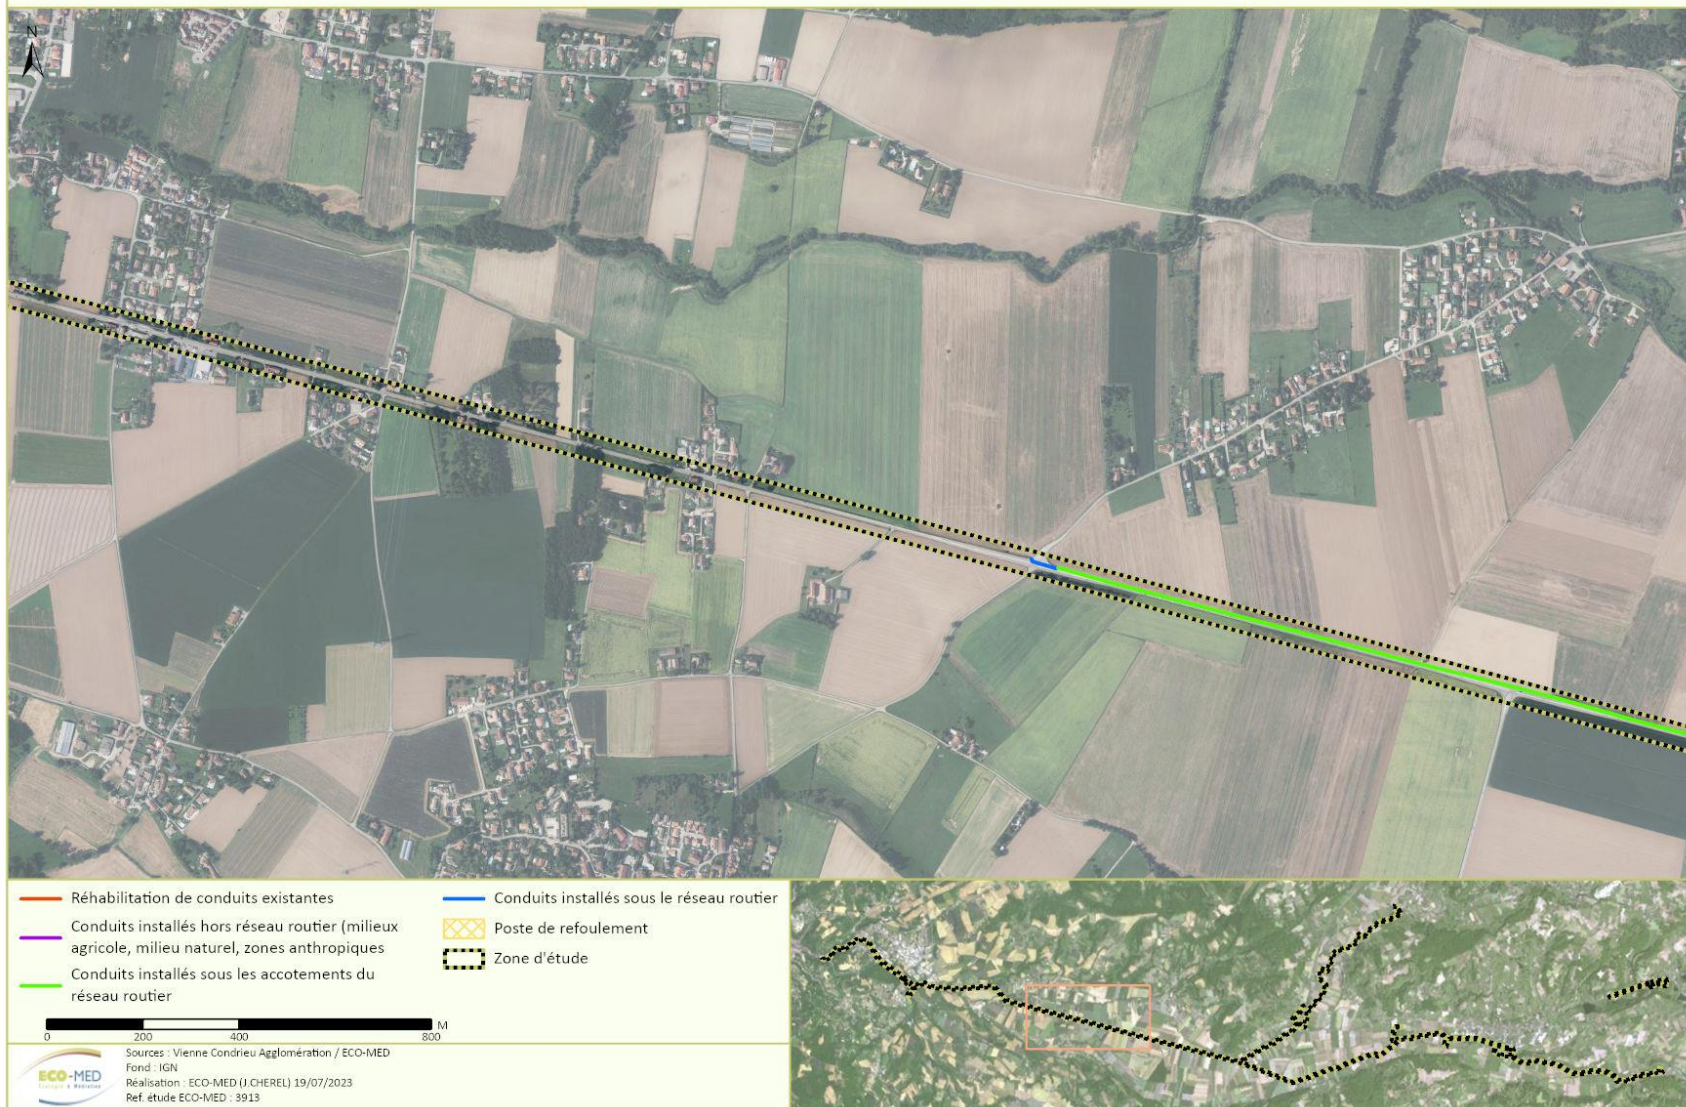 N
Réhabilitation de conduits existantes
Conduits installés hors réseau routier (milieux
agricole, milieu naturel, zones anthropiques
Conduits installés sous les accotements du
réseau routier
Conduits installés sous le réseau routier
Poste de refoulement
Zone d'étude
0 200 400 800 M
ECO-MED
Ecologie & Médiation
Sources : Vienne Condrieu Agglomération / ECO-MED
Fond : IGN
Réalisation : ECO-MED (J.CHEREL) 19/07/2023
Ref. étude ECO-MED : 3913